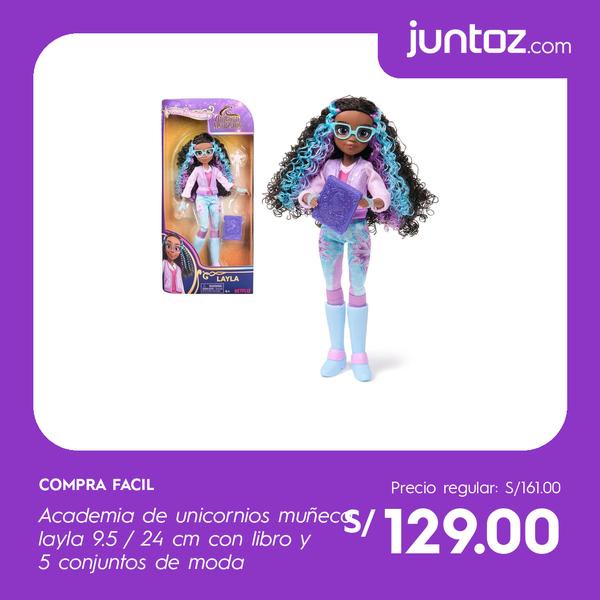 juntoz.com
LAYLA
NETFLIX
COMPRA FACIL
Precio regular: S/161.00
Academia de unicornios muñeca
layla 9.5 / 24 cm con libro y
5 conjuntos de moda
S/ 129.00